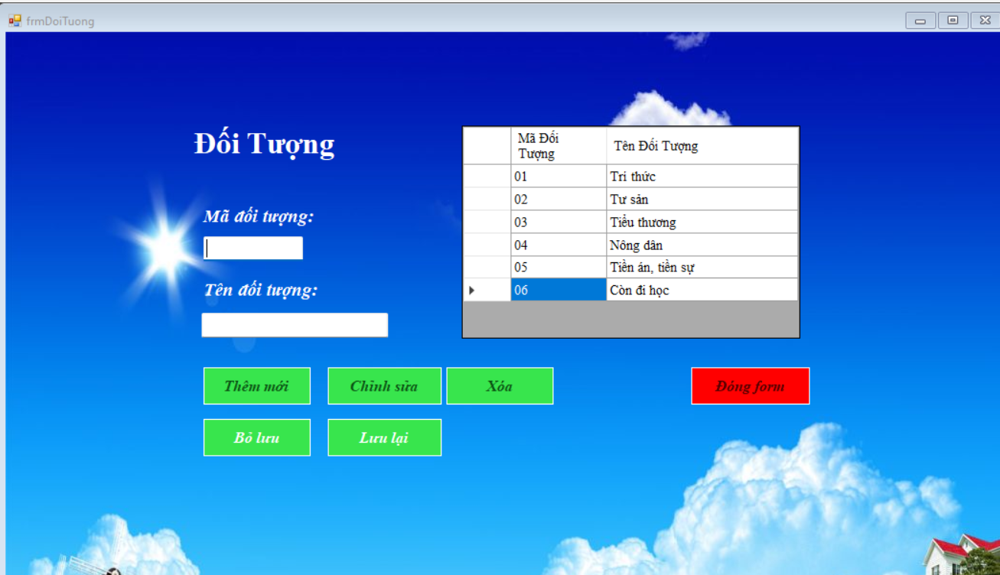 frmDoiTuong
Đối Tượng
Mã đối tượng:
Tên đối tượng:
Mã Đối
Tượng
Tên Đối Tượng
01 Tri thức
02 Tư sản
03 Tiểu thương
04 Nông dân
05 Tiền án, tiền sự
06 Còn đi học
Thêm mới Chỉnh sửa Xóa Đóng form
Bỏ lưu Lưu lại